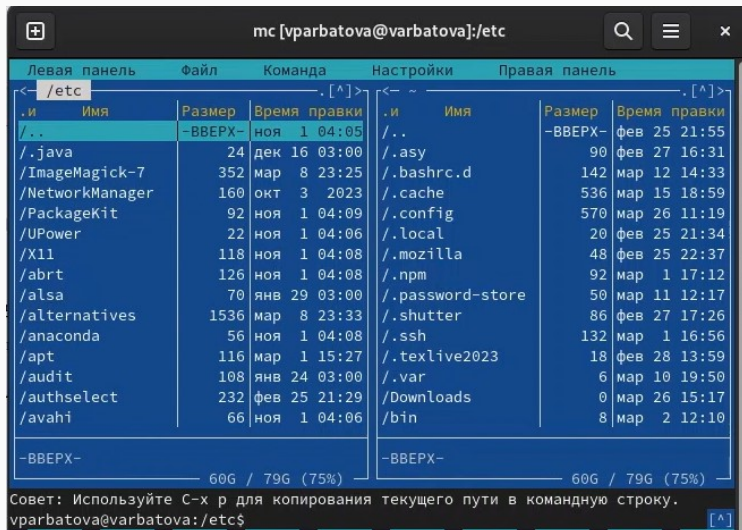 mc [vparbatova@varbatova]:/etc
Левая панель Файл Команда Настройки Правая панель
<— /etc .[^]>
.и Имя Размер Время правки
/.. -ВВЕРХ- ноя 1 04:05
/.java 24 дек 16 03:00
/ImageMagick-7 352 мар 8 23:25
/NetworkManager 160 окт 3 2023
/PackageKit 92 ноя 1 04:09
/UPower 22 ноя 1 04:06
/X11 118 ноя 1 04:08
/abrt 126 ноя 1 04:08
/alsa 70 янв 29 03:00
/alternatives 1536 мар 8 23:33
/anaconda 56 ноя 1 04:08
/apt 116 мар 1 15:27
/audit 108 янв 24 03:00
/authselect 232 фев 25 21:29
/avahi 66 ноя 1 04:06
-ВВЕРХ-
60G / 79G (75%)
<— ~ .[^]>
.и Имя Размер Время правки
/.. -ВВЕРХ- фев 25 21:55
/.asy 90 фев 27 16:31
/.bashrc.d 142 мар 12 14:33
/.cache 536 мар 15 18:59
/.config 570 мар 26 11:19
/.local 20 фев 25 21:34
/.mozilla 48 фев 25 22:37
/.npm 92 мар 1 17:12
/.password-store 50 мар 11 12:17
/.shutter 86 фев 27 17:26
/.ssh 132 мар 1 16:56
/.texlive2023 18 фев 28 13:59
/.var 6 мар 10 19:50
/Downloads 0 мар 26 15:17
/bin 8 мар 2 12:10
-ВВЕРХ-
60G / 79G (75%)
Совет: Используйте C-x p для копирования текущего пути в командную строку.
vparbatova@varbatova:/etc$ [^]